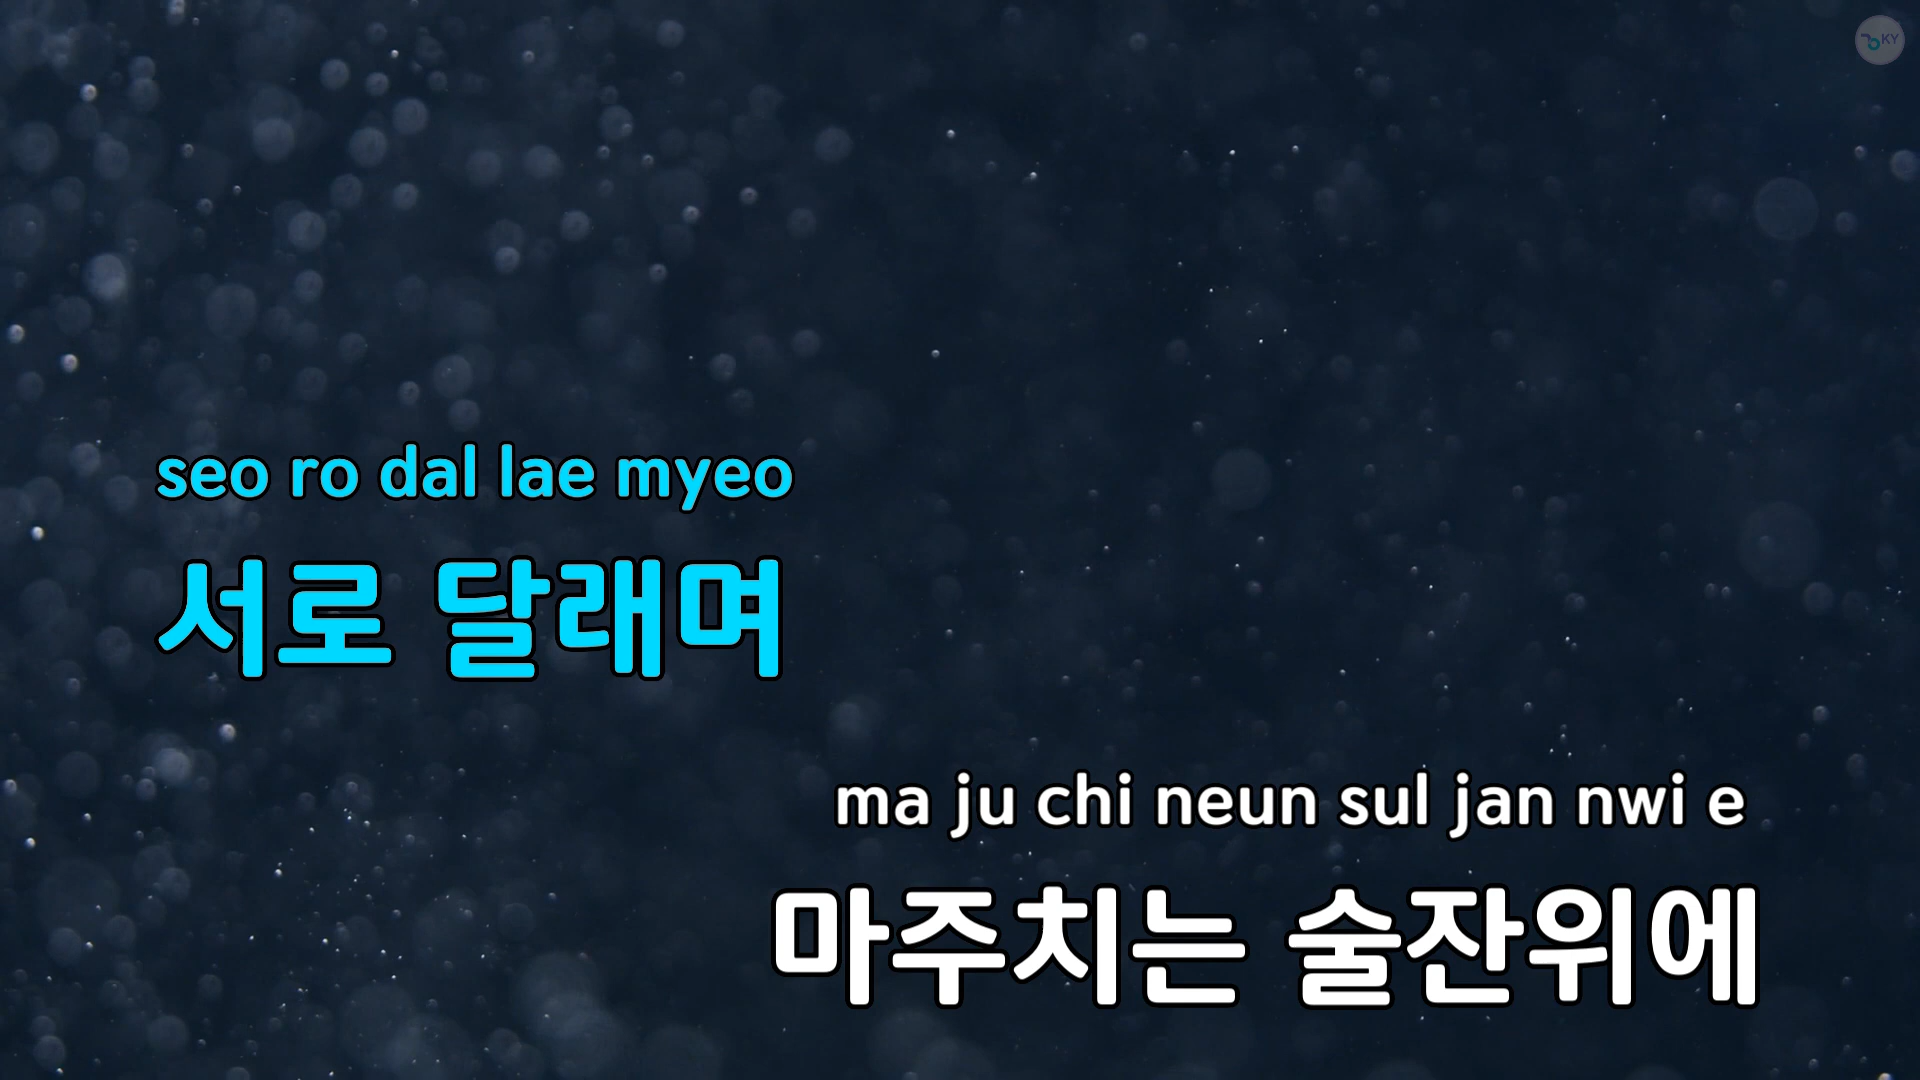 KY
seo ro dal lae myeo
서로 달래며
ma ju chi neun sul jan nwi e
마주치는 술잔위에